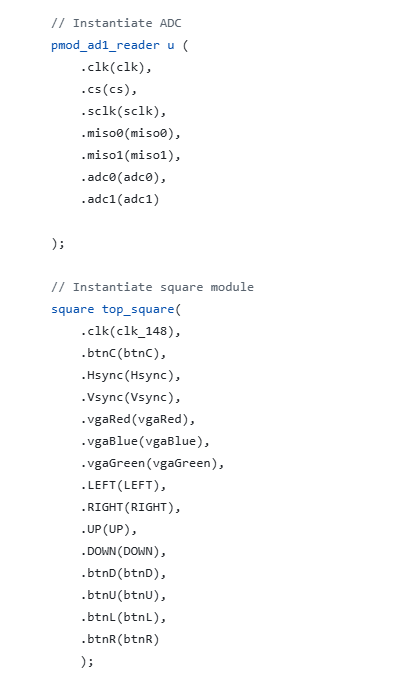 // Instantiate ADC
pmod_ad1_reader u (
.clk(clk),
.cs(cs),
.sclk(sclk),
.miso0(miso0),
.miso1(miso1),
.adc0(adc0),
.adc1(adc1)
);
// Instantiate square module
square top_square(
.clk(clk_148),
.btnC(btnC),
.Hsync(Hsync),
.Vsync(Vsync),
.vgaRed(vgaRed),
.vgaBlue(vgaBlue),
.vgaGreen(vgaGreen),
.LEFT(LEFT),
.RIGHT(RIGHT),
.UP(UP),
.DOWN(DOWN),
.btnD(btnD),
.btnU(btnU),
.btnL(btnL),
.btnR(btnR)
);